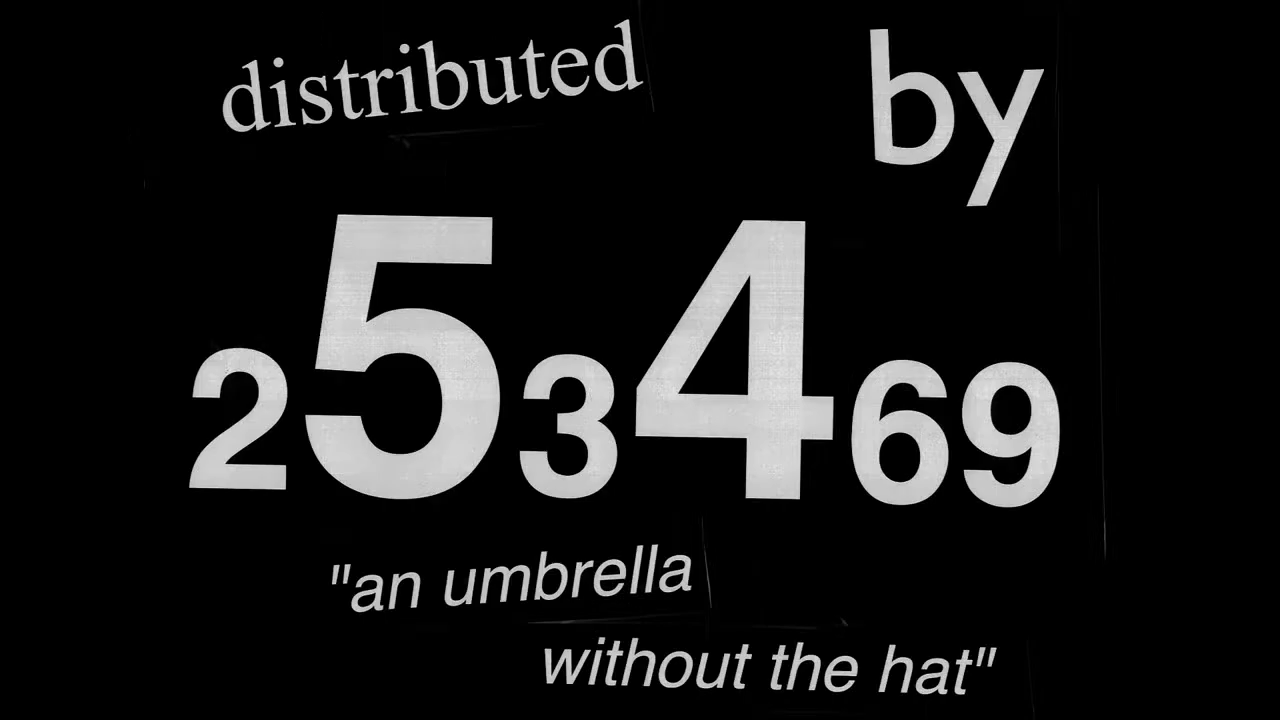 distributed by
253469
"an umbrella
without the hat"